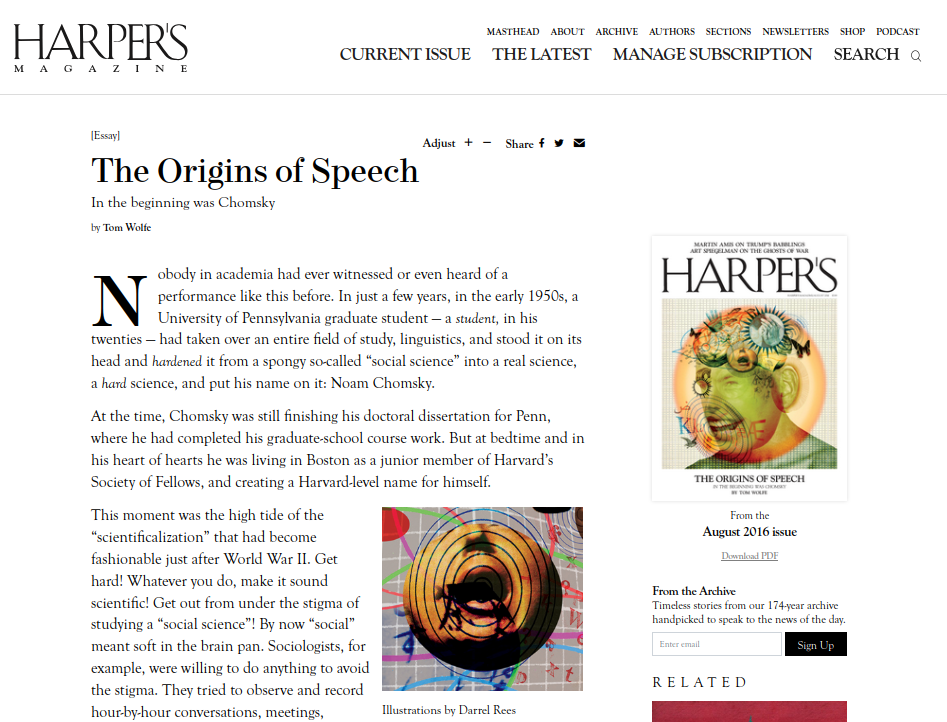 HARPER'S
MAGAZINE
MASTHEAD ABOUT ARCHIVE AUTHORS SECTIONS NEWSLETTERS SHOP PODCAST
CURRENT ISSUE THE LATEST MANAGE SUBSCRIPTION SEARCH
[Essay]
Adjust + − Share
The Origins of Speech
In the beginning was Chomsky
by Tom Wolfe
Nobody in academia had ever witnessed or even heard of a
performance like this before. In just a few years, in the early 1950s, a
University of Pennsylvania graduate student — a student, in his
twenties — had taken over an entire field of study, linguistics, and stood it on its
head and hardened it from a spongy so-called “social science” into a real science,
a hard science, and put his name on it: Noam Chomsky.
At the time, Chomsky was still finishing his doctoral dissertation for Penn,
where he had completed his graduate-school course work. But at bedtime and in
his heart of hearts he was living in Boston as a junior member of Harvard’s
Society of Fellows, and creating a Harvard-level name for himself.
This moment was the high tide of the
“scientificalization” that had become
fashionable just after World War II. Get
hard! Whatever you do, make it sound
scientific! Get out from under the stigma of
studying a “social science”! By now “social”
meant soft in the brain pan. Sociologists, for
example, were willing to do anything to avoid
the stigma. They tried to observe and record
hour-by-hour conversations, meetings,
Illustrations by Darrel Rees
MARTIN AMIS ON TRUMP'S BABBLINGS
ART SPIEGELMAN ON THE GHOSTS OF WAR
HARPER'S
THE ORIGINS OF SPEECH
IN THE BEGINNING WAS CHOMSKY
BY TOM WOLFE
From the
August 2016 issue
Download PDF
From the Archive
Timeless stories from our 174-year archive
handpicked to speak to the news of the day.
Enter email Sign Up
RELATED